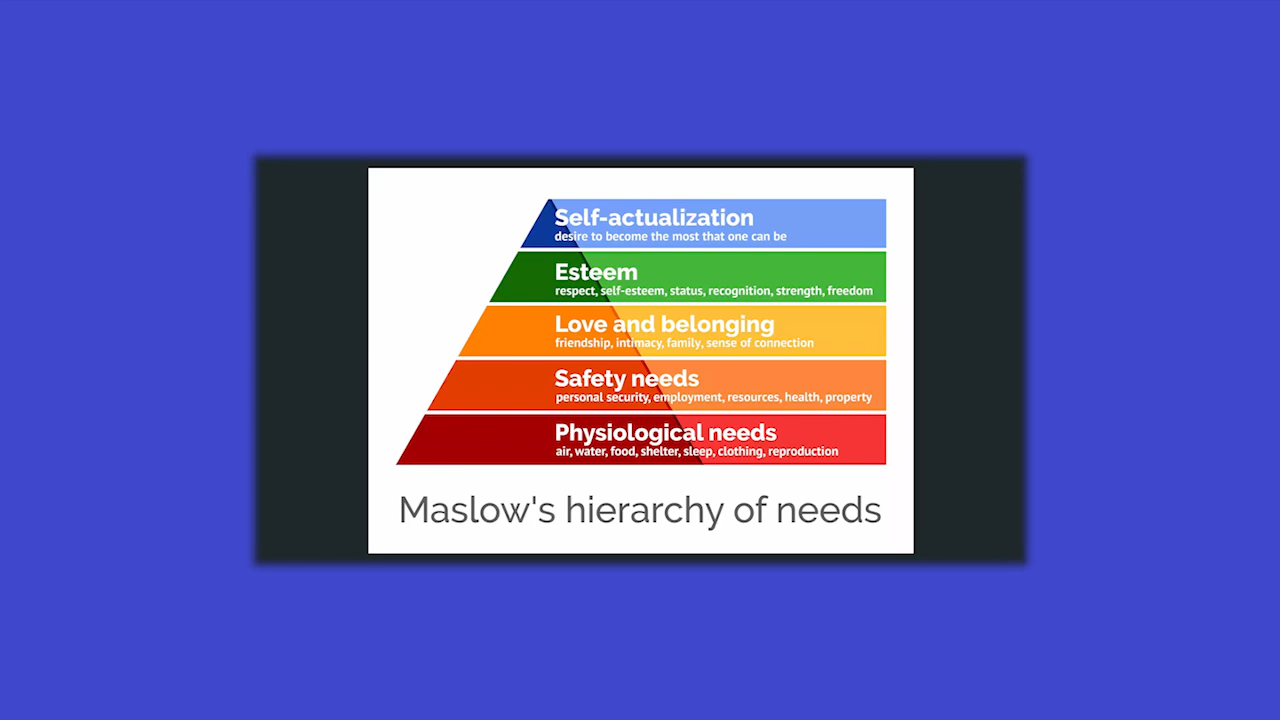 Self-actualization
desire to become the most that one can be
Esteem
respect, self-esteem, status, recognition, strength, freedom
Love and belonging
friendship, intimacy, family, sense of connection
Safety needs
personal security, employment, resources, health, property
Physiological needs
air, water, food, shelter, sleep, clothing, reproduction
Maslow's hierarchy of needs